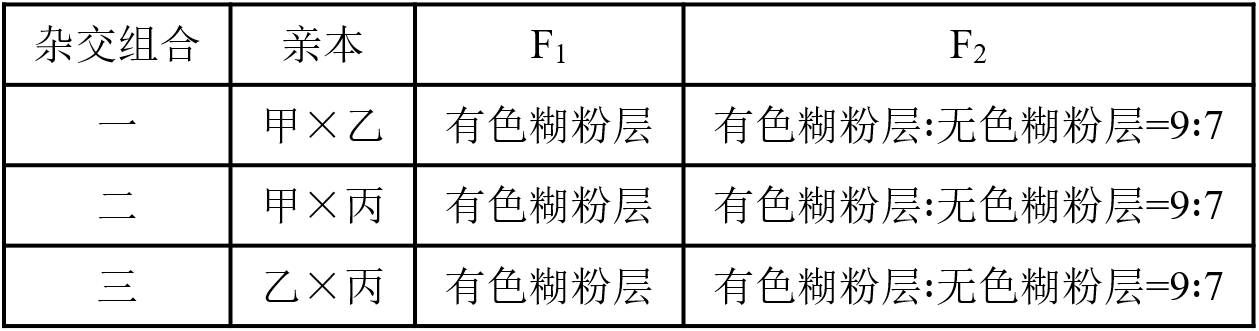 杂交组合 亲本 F₁ F₂
一 甲×乙 有色糊粉层 有色糊粉层:无色糊粉层=9:7
二 甲×丙 有色糊粉层 有色糊粉层:无色糊粉层=9:7
三 乙×丙 有色糊粉层 有色糊粉层:无色糊粉层=9:7